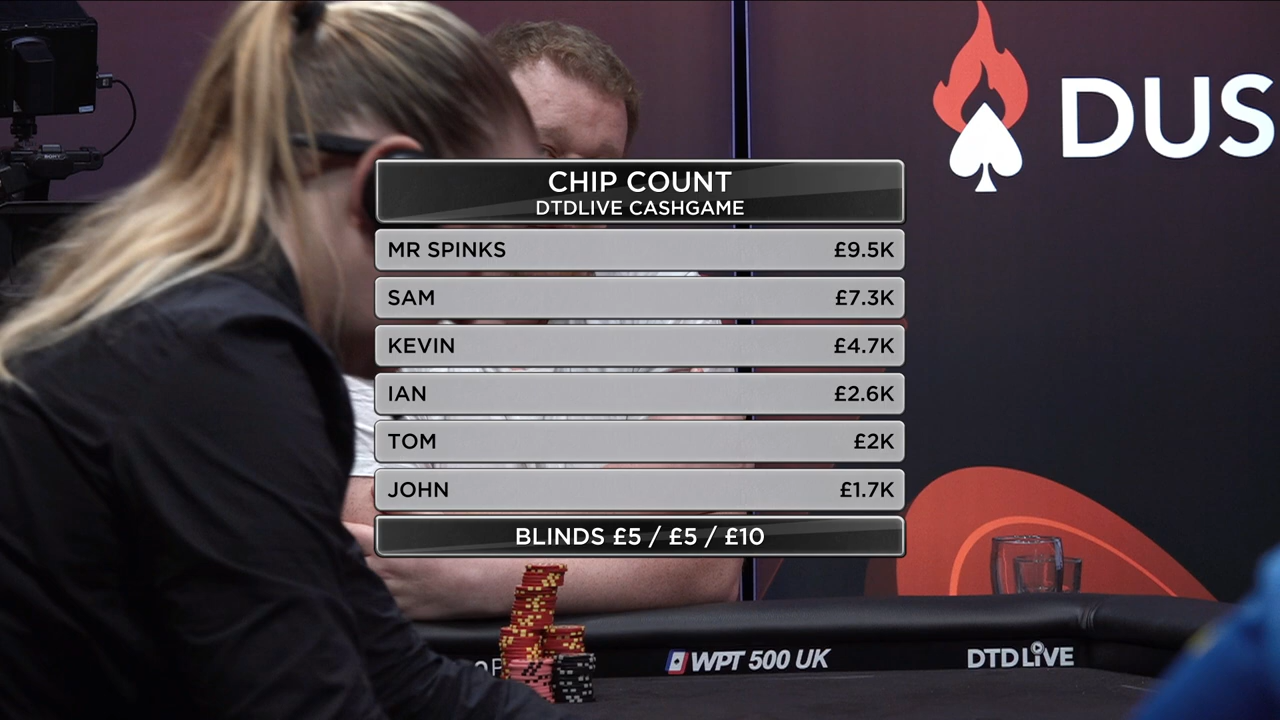 DUS
CHIP COUNT
DTDLIVE CASHGAME
MR SPINKS £9.5K
SAM £7.3K
KEVIN £4.7K
IAN £2.6K
TOM £2K
JOHN £1.7K
BLINDS £5 / £5 / £10
WPT 500 UK
DTDLIVE